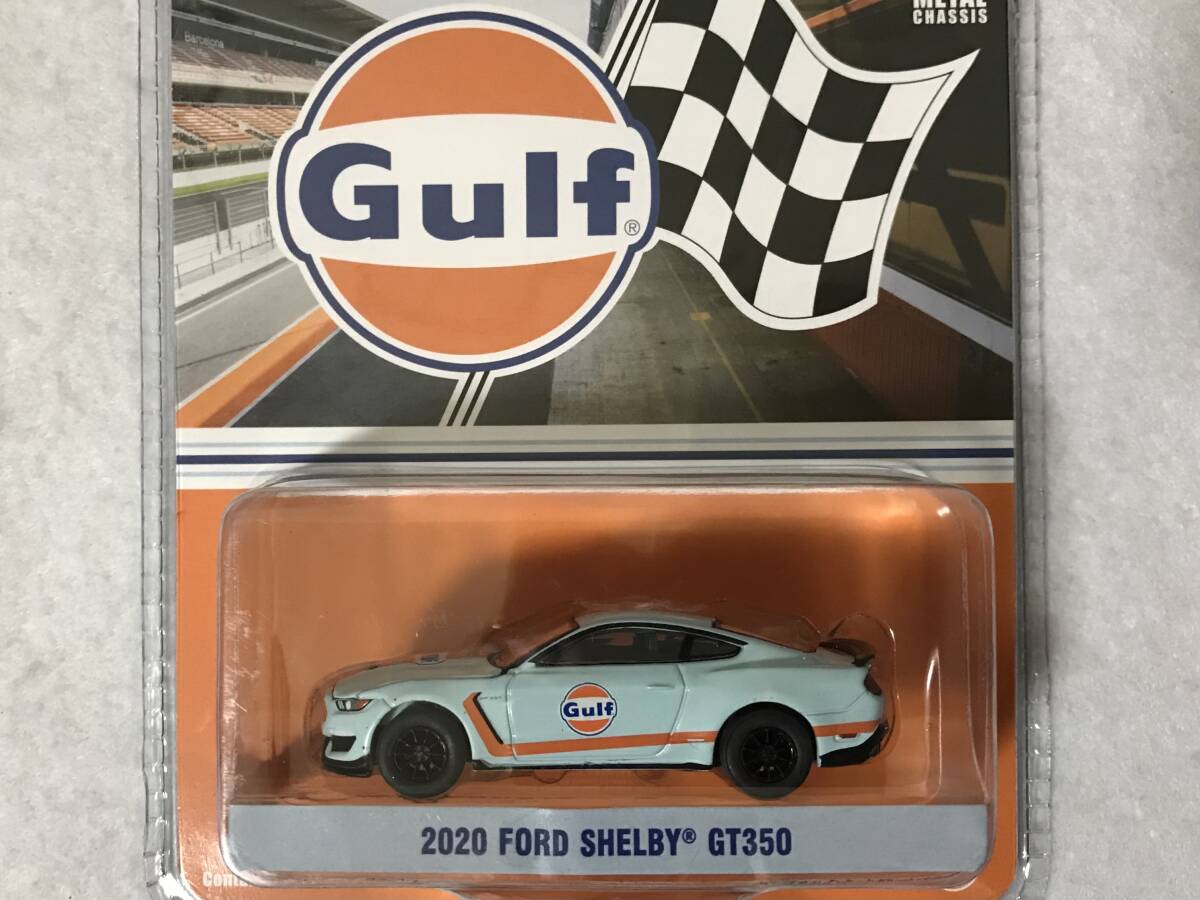 Barcelona
METAL
CHASSIS
Gulf®
Gulf
2020 FORD SHELBY® GT350